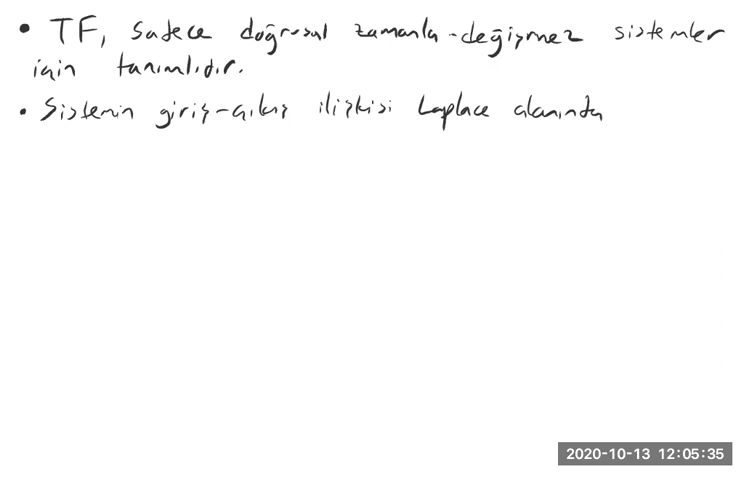 • TF, sadece doğrusal zamanla-değişmez sistemler
için tanımlıdır.
• Sistemin giriş-çıkış ilişkisi Laplace alanında
2020-10-13 12:05:35